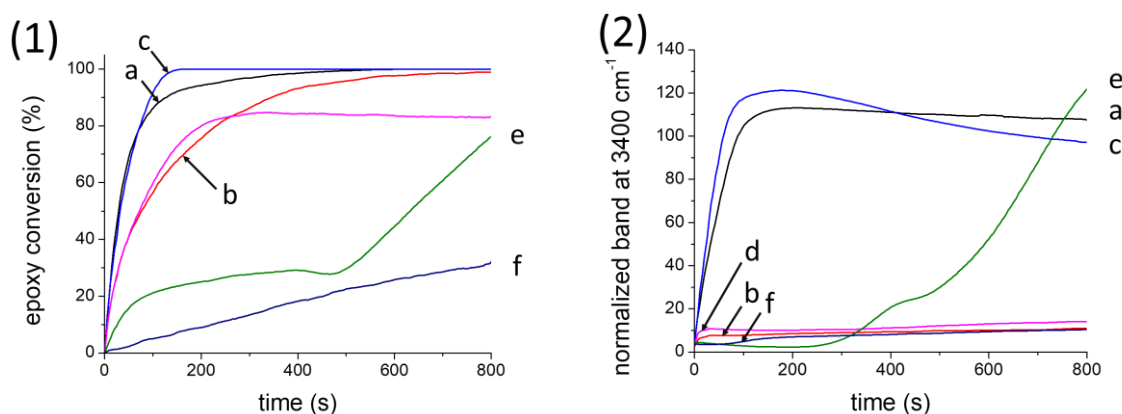 (1)
epoxy conversion (%)
100
80
60
40
20
0
c
a
b
e
f
0 200 400 600 800
time (s)
(2)
normalized band at 3400 cm⁻¹
140
120
100
80
60
40
20
0
e
a
c
d
b
f
0 200 400 600 800
time (s)